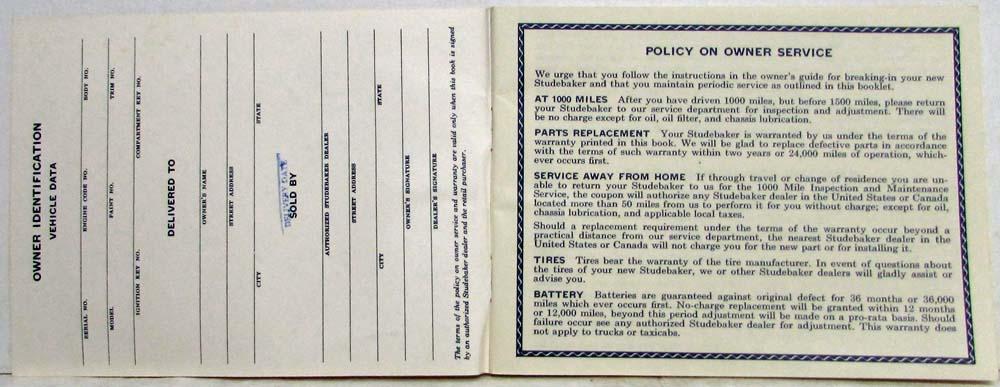 OWNER IDENTIFICATION
VEHICLE DATA
SERIAL NO. ENGINE CODE NO. BODY NO.
MODEL PAINT NO. TRIM NO.
IGNITION KEY NO. COMPARTMENT KEY NO.
DELIVERED TO
OWNER'S NAME
STREET ADDRESS
CITY STATE
DELIVERY DATE
SOLD BY
AUTHORIZED STUDEBAKER DEALER
STREET ADDRESS
CITY STATE
OWNER'S SIGNATURE
DEALER'S SIGNATURE
The terms of the policy on owner service and warranty are valid only when this book is signed
by an authorized Studebaker dealer and the retail purchaser.
POLICY ON OWNER SERVICE
We urge that you follow the instructions in the owner's guide for breaking-in your new
Studebaker and that you maintain periodic service as outlined in this booklet.
AT 1000 MILES After you have driven 1000 miles, but before 1500 miles, please return
your Studebaker to our service department for inspection and adjustment. There will
be no charge except for oil, oil filter, and chassis lubrication.
PARTS REPLACEMENT Your Studebaker is warranted by us under the terms of the
warranty printed in this book. We will be glad to replace defective parts in accordance
with the terms of such warranty within two years or 24,000 miles of operation, which-
ever occurs first.
SERVICE AWAY FROM HOME If through travel or change of residence you are un-
able to return your Studebaker to us for the 1000 Mile Inspection and Maintenance
Service, the coupon will authorize any Studebaker dealer in the United States or Canada
located more than 50 miles from us to perform it for you without charge; except for oil,
chassis lubrication, and applicable local taxes.
Should a replacement requirement under the terms of the warranty occur beyond a
practical distance from our service department, the nearest Studebaker dealer in the
United States or Canada will not charge you for the new part or for installing it.
TIRES Tires bear the warranty of the tire manufacturer. In event of questions about
the tires of your new Studebaker, we or other Studebaker dealers will gladly assist or
advise you.
BATTERY Batteries are guaranteed against original defect for 36 months or 36,000
miles which ever occurs first. No-charge replacement will be granted within 12 months
or 12,000 miles, beyond this period adjustment will be made on a pro-rata basis. Should
failure occur see any authorized Studebaker dealer for adjustment. This warranty does
not apply to trucks or taxicabs.